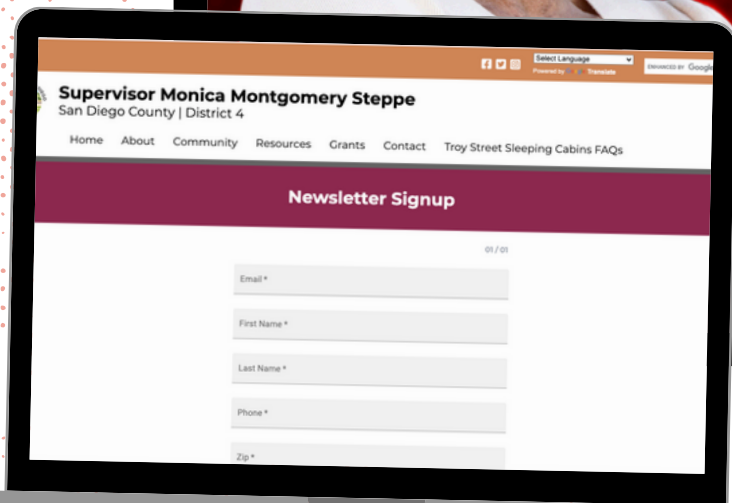 Select Language
Powered by Translate
ENHANCED BY Google
Supervisor Monica Montgomery Steppe
San Diego County | District 4
Home About Community Resources Grants Contact Troy Street Sleeping Cabins FAQs
Newsletter Signup
01 / 01
Email *
First Name *
Last Name *
Phone *
Zip *